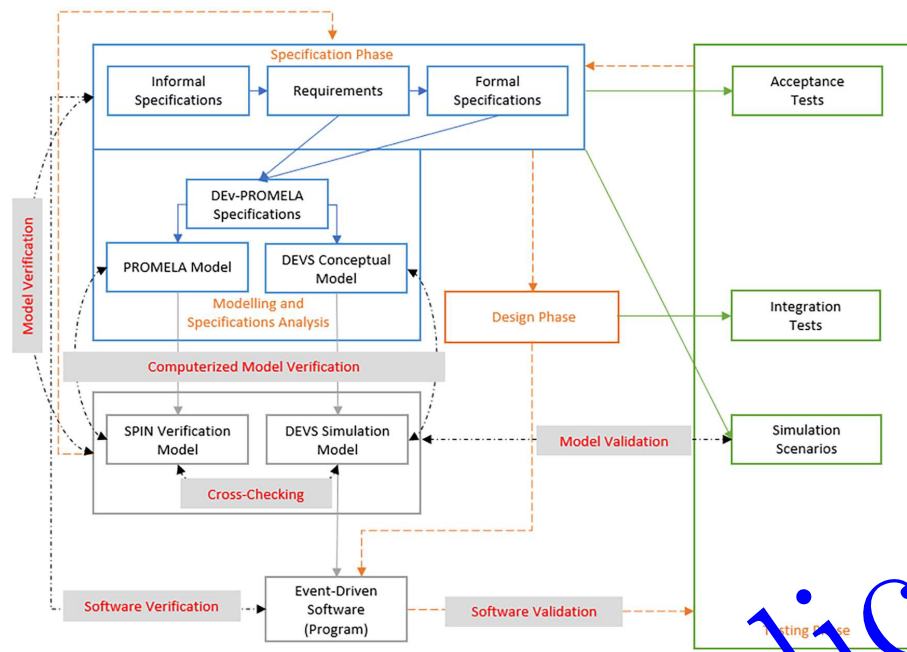 Specification Phase
Informal
Specifications
Requirements
Formal
Specifications
Acceptance
Tests
DEv-PROMELA
Specifications
Model Verification
PROMELA Model
DEVS Conceptual
Model
Modelling and
Specifications Analysis
Design Phase
Integration
Tests
Computerized Model Verification
SPIN Verification
Model
DEVS Simulation
Model
Model Validation
Simulation
Scenarios
Cross-Checking
Event-Driven
Software
(Program)
Software Verification
Software Validation
Testing Phase